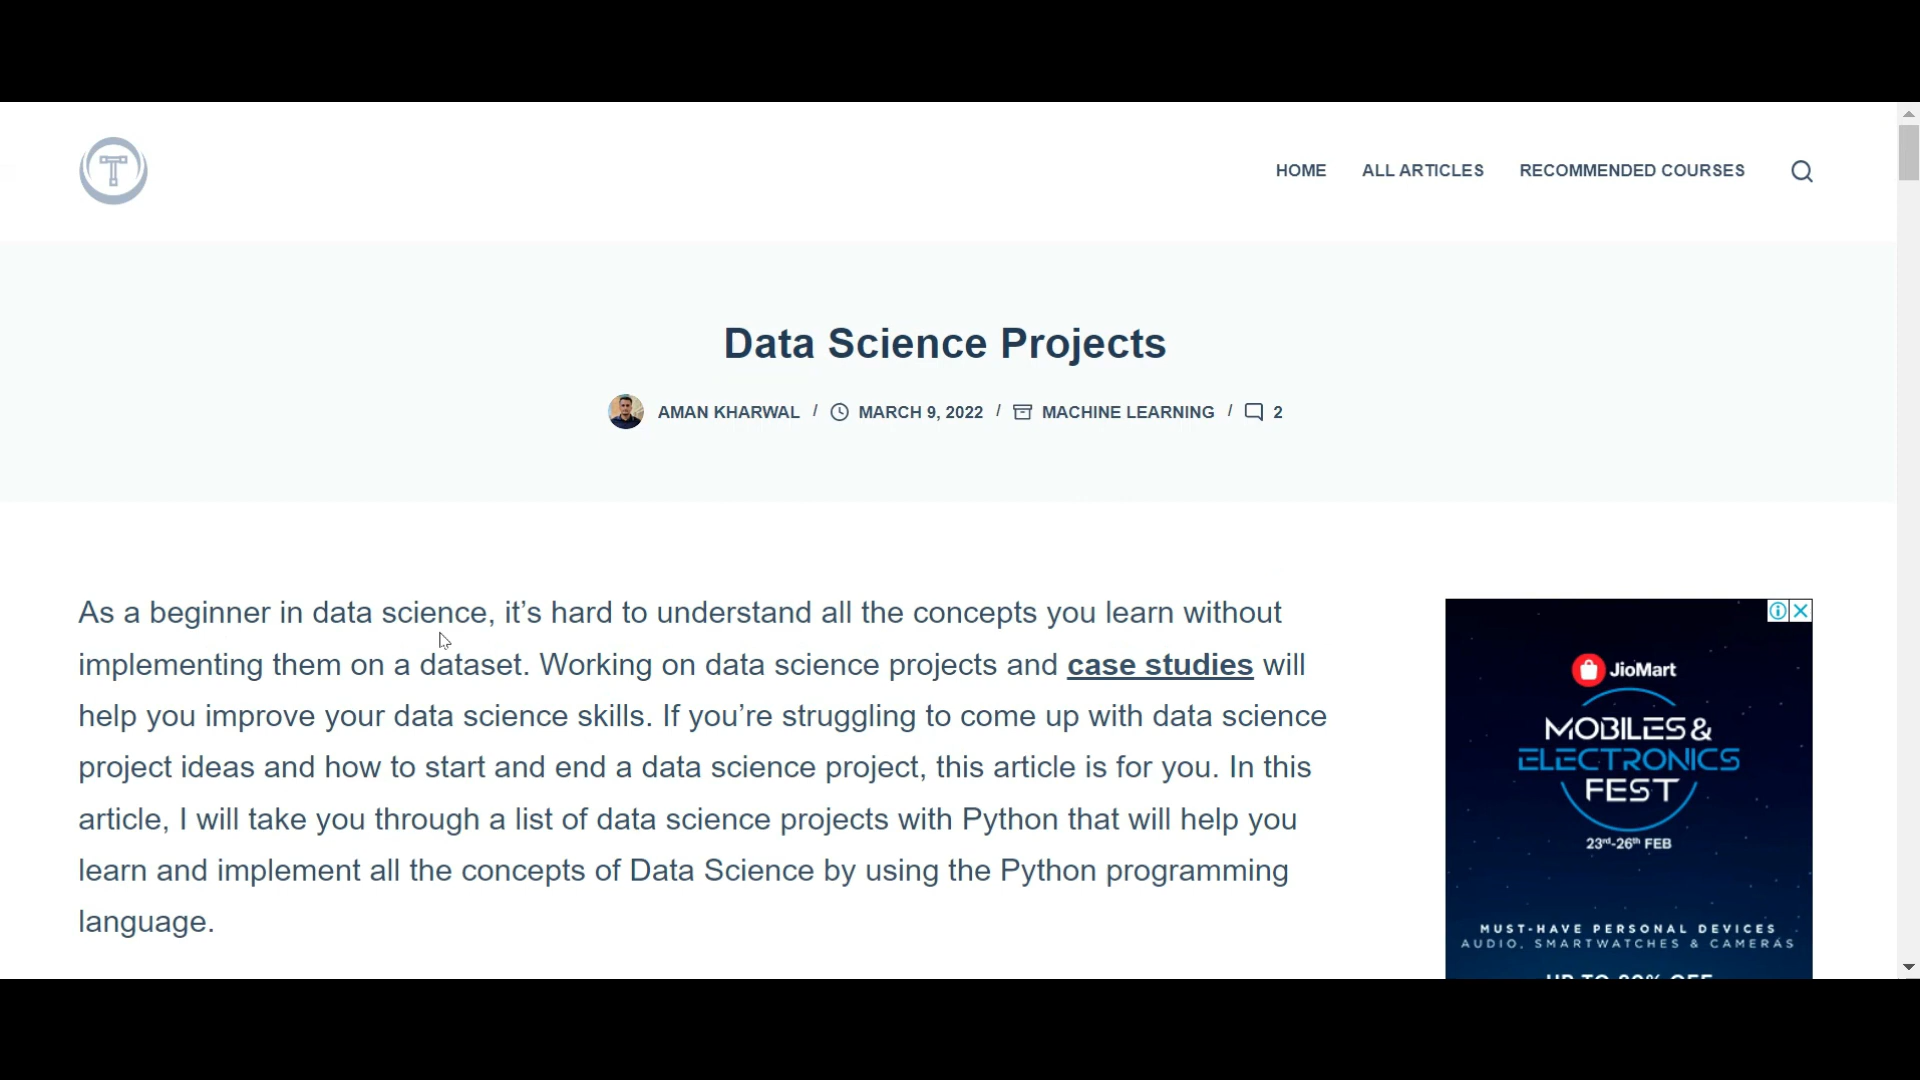 T
HOME ALL ARTICLES RECOMMENDED COURSES
Data Science Projects
AMAN KHARWAL / MARCH 9, 2022 / MACHINE LEARNING / 2
As a beginner in data science, it’s hard to understand all the concepts you learn without
implementing them on a dataset. Working on data science projects and case studies will
help you improve your data science skills. If you’re struggling to come up with data science
project ideas and how to start and end a data science project, this article is for you. In this
article, I will take you through a list of data science projects with Python that will help you
learn and implement all the concepts of Data Science by using the Python programming
language.
JioMart
MOBILES &
ELECTRONICS
FEST
23rd-26th FEB
MUST-HAVE PERSONAL DEVICES
AUDIO, SMARTWATCHES & CAMERAS